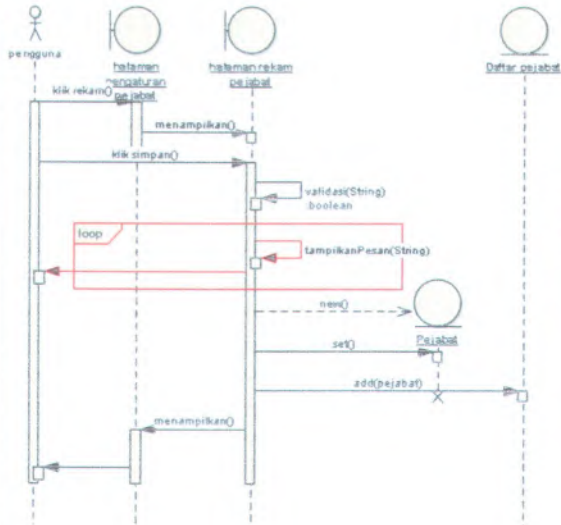 pengguna
halaman
pengaturan
pejabat
halaman rekam
pejabat
Daftar pejabat
klik rekam()
menampilkan()
klik simpan()
validasi(String)
:boolean
loop
tampilkanPesan(String)
new()
Pejabat
set()
add(pejabat)
menampilkan()